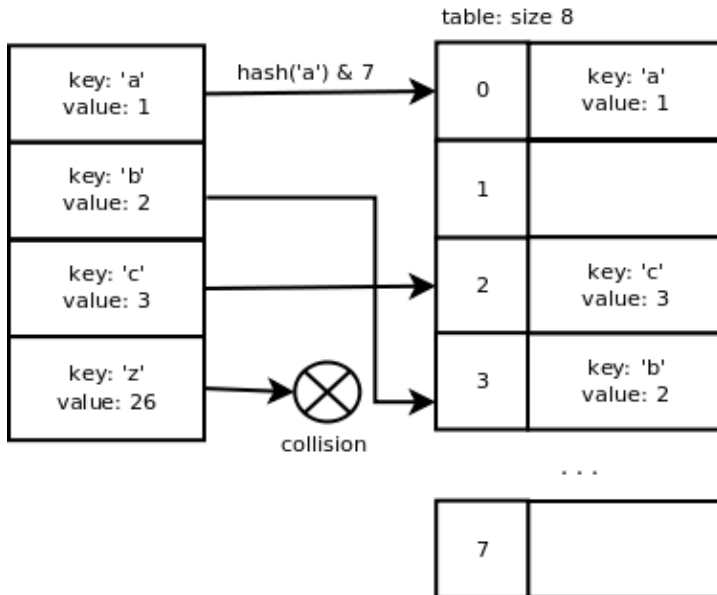 table: size 8
key: 'a'
value: 1
hash('a') & 7
0
key: 'a'
value: 1
key: 'b'
value: 2
1
key: 'c'
value: 3
2
key: 'c'
value: 3
key: 'z'
value: 26
collision
3
key: 'b'
value: 2
. . .
7